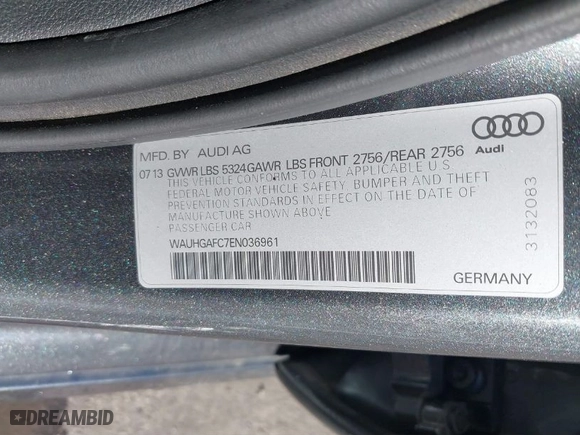 MFD. BY AUDI AG
07 13 GVWR LBS 5324 GAWR LBS FRONT 2756/REAR 2756
THIS VEHICLE CONFORMS TO ALL APPLICABLE U.S.
FEDERAL MOTOR VEHICLE SAFETY, BUMPER AND THEFT
PREVENTION STANDARDS IN EFFECT ON THE DATE OF
MANUFACTURE SHOWN ABOVE.
PASSENGER CAR
WAUHGAFC7EN036961
Audi
3132083
GERMANY
DREAMBID